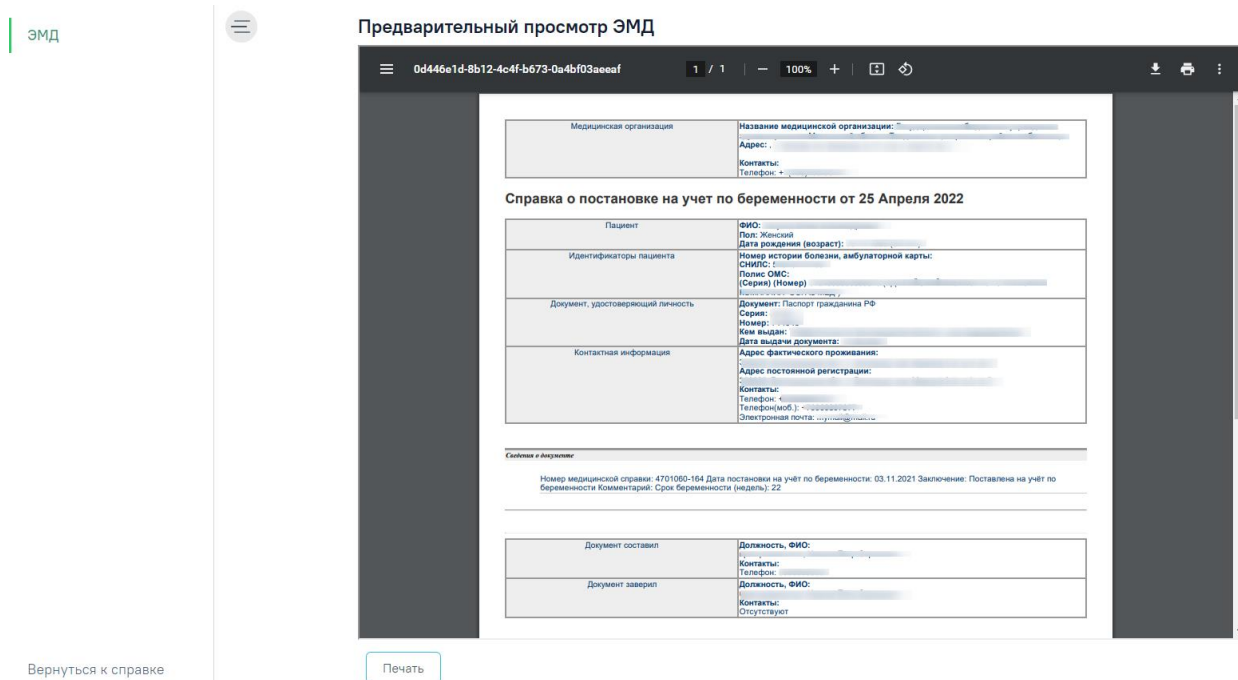 ЭМД
Предварительный просмотр ЭМД
0d446e1d-8b12-4c4f-b673-0a4bf03aeeaf
1 / 1
100%
Медицинская организация
Название медицинской организации:
Адрес: ,
Контакты:
Телефон: +
Справка о постановке на учет по беременности от 25 Апреля 2022
Пациент
ФИО:
Пол: Женский
Дата рождения (возраст):
Идентификаторы пациента
Номер истории болезни, амбулаторной карты:
СНИЛС:
Полис ОМС:
(Серия) (Номер)
Документ, удостоверяющий личность
Документ: Паспорт гражданина РФ
Серия:
Номер:
Кем выдан:
Дата выдачи документа:
Контактная информация
Адрес фактического проживания:
Адрес постоянной регистрации:
Контакты:
Телефон:
Телефон(моб.):
Электронная почта:
Сведения о документе
Номер медицинской справки: 4701060-164 Дата постановки на учёт по беременности: 03.11.2021 Заключение: Поставлена на учёт по
беременности Комментарий: Срок беременности (недель): 22
Документ составил
Должность, ФИО:
Контакты:
Телефон:
Документ заверил
Должность, ФИО:
Контакты:
Отсутствуют
Вернуться к справке
Печать